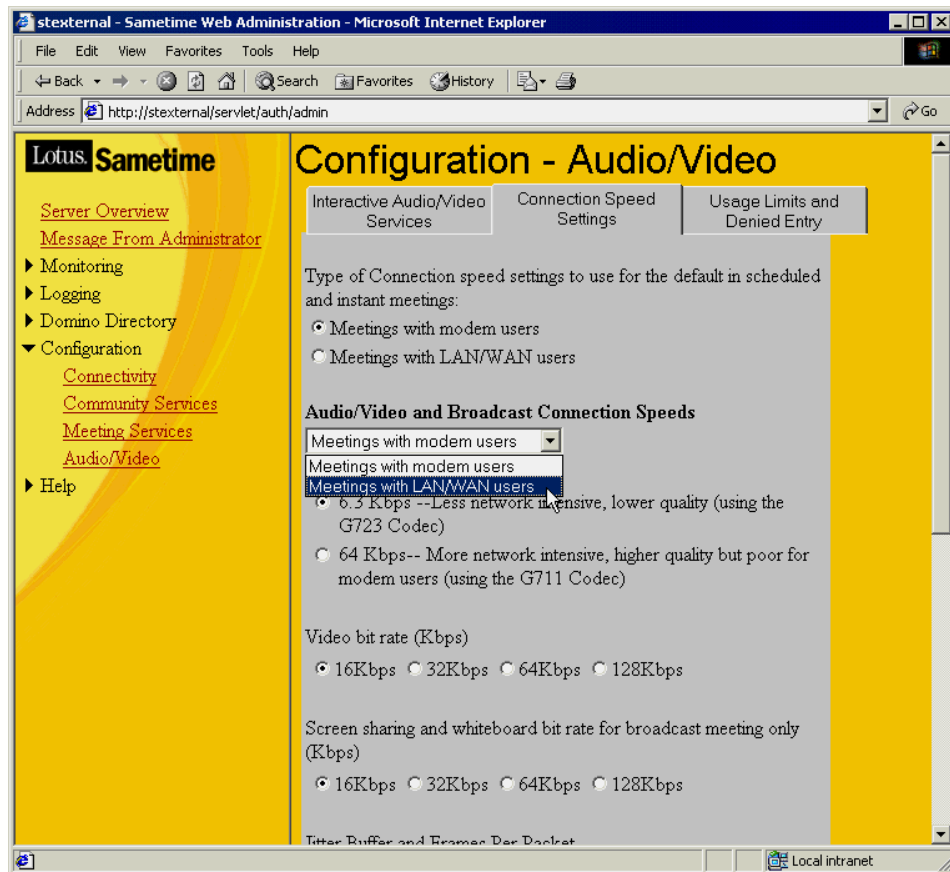 stexternal - Sametime Web Administration - Microsoft Internet Explorer
File Edit View Favorites Tools Help
Back Search Favorites History
Address http://stexternal/servlet/auth/admin Go
Lotus. Sametime
Server Overview
Message From Administrator
Monitoring
Logging
Domino Directory
Configuration
Connectivity
Community Services
Meeting Services
Audio/Video
Help
Configuration - Audio/Video
Interactive Audio/Video
Services
Connection Speed
Settings
Usage Limits and
Denied Entry
Type of Connection speed settings to use for the default in scheduled
and instant meetings:
Meetings with modem users
Meetings with LAN/WAN users
Audio/Video and Broadcast Connection Speeds
Meetings with modem users
Meetings with modem users
Meetings with LAN/WAN users
6.3 Kbps --Less network intensive, lower quality (using the
G723 Codec)
64 Kbps-- More network intensive, higher quality but poor for
modem users (using the G711 Codec)
Video bit rate (Kbps)
16Kbps 32Kbps 64Kbps 128Kbps
Screen sharing and whiteboard bit rate for broadcast meeting only
(Kbps)
16Kbps 32Kbps 64Kbps 128Kbps
Jitter Buffer and Frames Per Packet
Local intranet